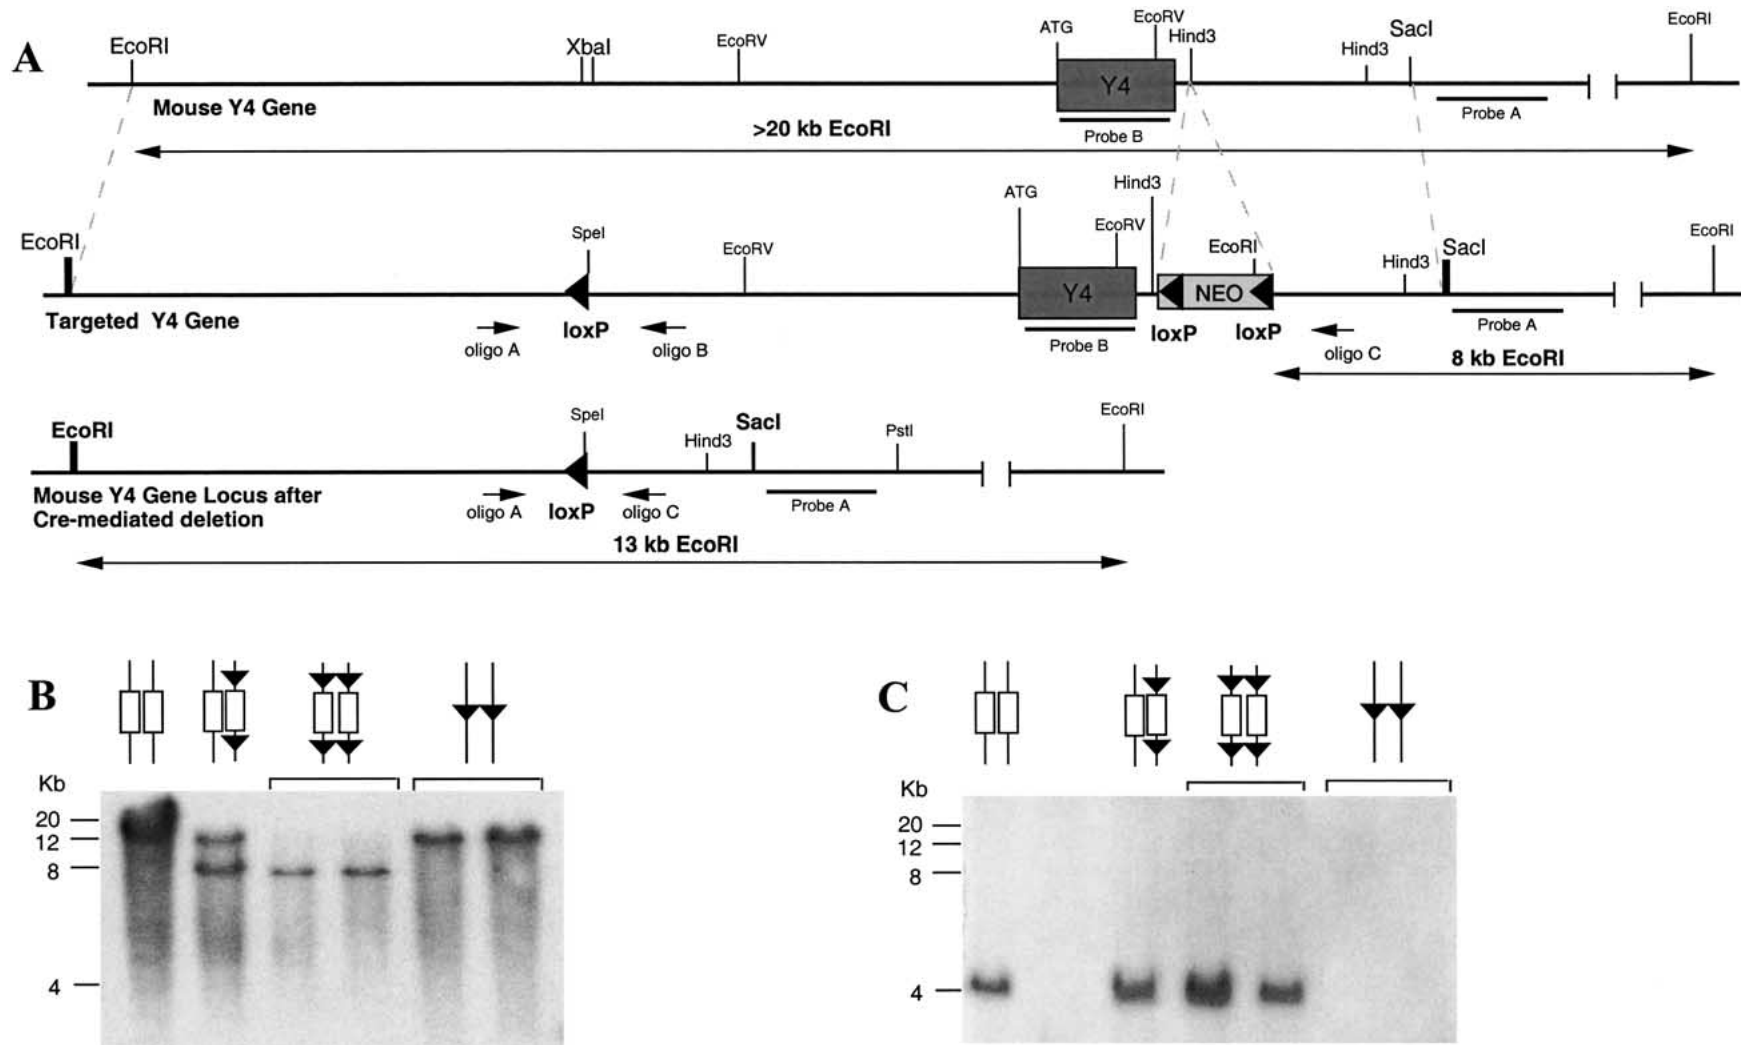 A
EcoRI
XbaI
EcoRV
ATG
EcoRV
Hind3
Hind3
SacI
EcoRI
Y4
Mouse Y4 Gene
Probe B
Probe A
>20 kb EcoRI
EcoRI
SpeI
EcoRV
ATG
Hind3
EcoRV
EcoRI
Hind3
SacI
EcoRI
Y4
NEO
Targeted Y4 Gene
oligo A
loxP
oligo B
Probe B
loxP
loxP
oligo C
Probe A
8 kb EcoRI
EcoRI
SpeI
Hind3
SacI
PstI
EcoRI
Mouse Y4 Gene Locus after
Cre-mediated deletion
oligo A
loxP
oligo C
Probe A
13 kb EcoRI
B
Kb
20
12
8
4
C
Kb
20
12
8
4